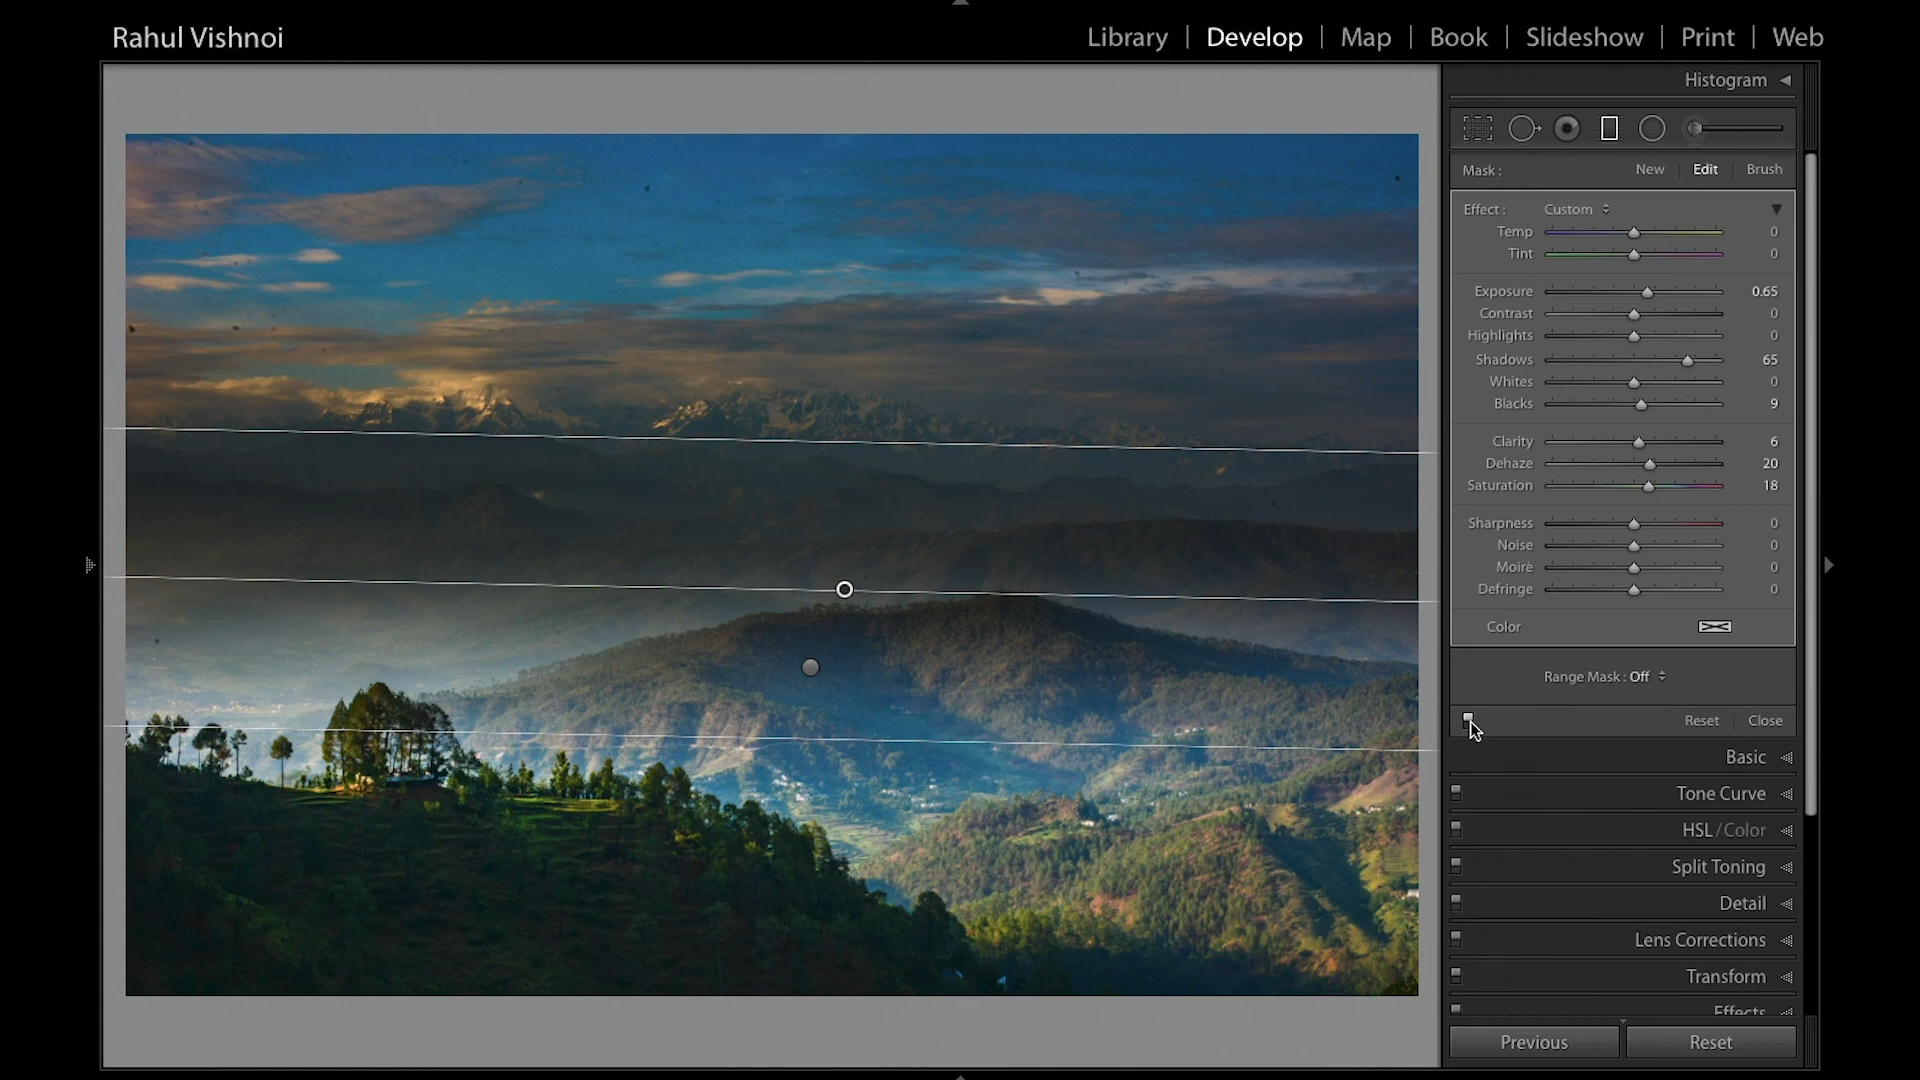 Rahul Vishnoi
Library | Develop | Map | Book | Slideshow | Print | Web
Histogram
Mask : New | Edit | Brush
Effect : Custom
Temp 0
Tint 0
Exposure 0.65
Contrast 0
Highlights 0
Shadows 65
Whites 0
Blacks 9
Clarity 6
Dehaze 20
Saturation 18
Sharpness 0
Noise 0
Moiré 0
Defringe 0
Color
Range Mask : Off
Reset | Close
Basic
Tone Curve
HSL / Color
Split Toning
Detail
Lens Corrections
Transform
Effects
Previous Reset